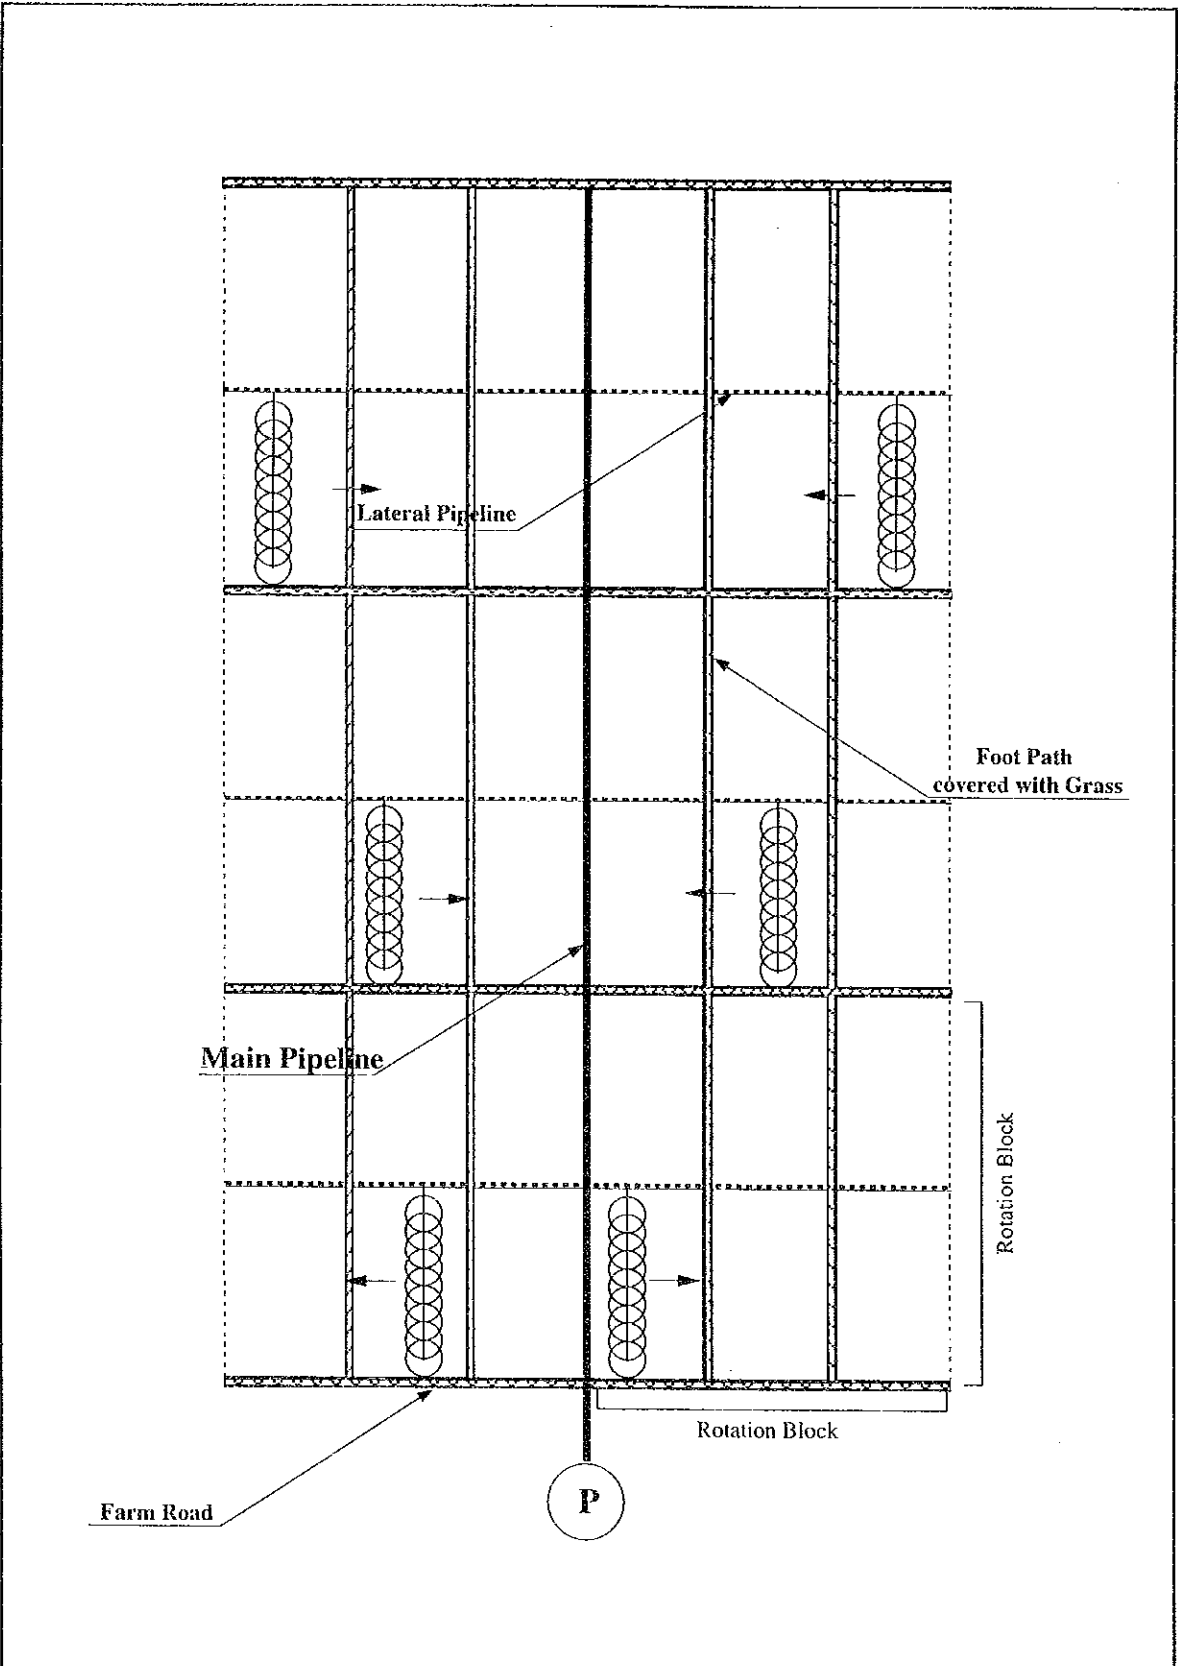 Lateral Pipeline
Foot Path
covered with Grass
Main Pipeline
Rotation Block
Rotation Block
Farm Road
P